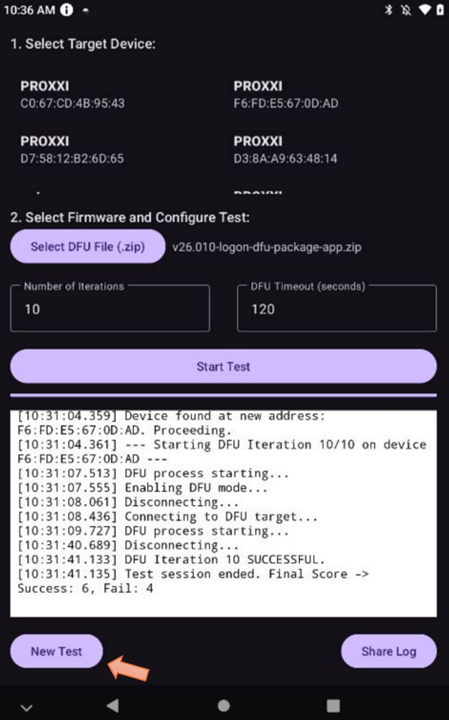 10:36 AM
1. Select Target Device:
PROXXI PROXXI
C0:67:CD:4B:95:43 F6:FD:E5:67:0D:AD
PROXXI PROXXI
D7:58:12:B2:6D:65 D3:8A:A9:63:48:14
2. Select Firmware and Configure Test:
Select DFU File (.zip) v26.010-logon-dfu-package-app.zip
Number of Iterations DFU Timeout (seconds)
10 120
Start Test
[10:31:04.359] Device found at new address:
F6:FD:E5:67:0D:AD. Proceeding.
[10:31:04.361] --- Starting DFU Iteration 10/10 on device
F6:FD:E5:67:0D:AD ---
[10:31:07.513] DFU process starting...
[10:31:07.555] Enabling DFU mode...
[10:31:08.061] Disconnecting...
[10:31:08.436] Connecting to DFU target...
[10:31:09.727] DFU process starting...
[10:31:40.689] Disconnecting...
[10:31:41.133] DFU Iteration 10 SUCCESSFUL.
[10:31:41.135] Test session ended. Final Score ->
Success: 6, Fail: 4
New Test Share Log